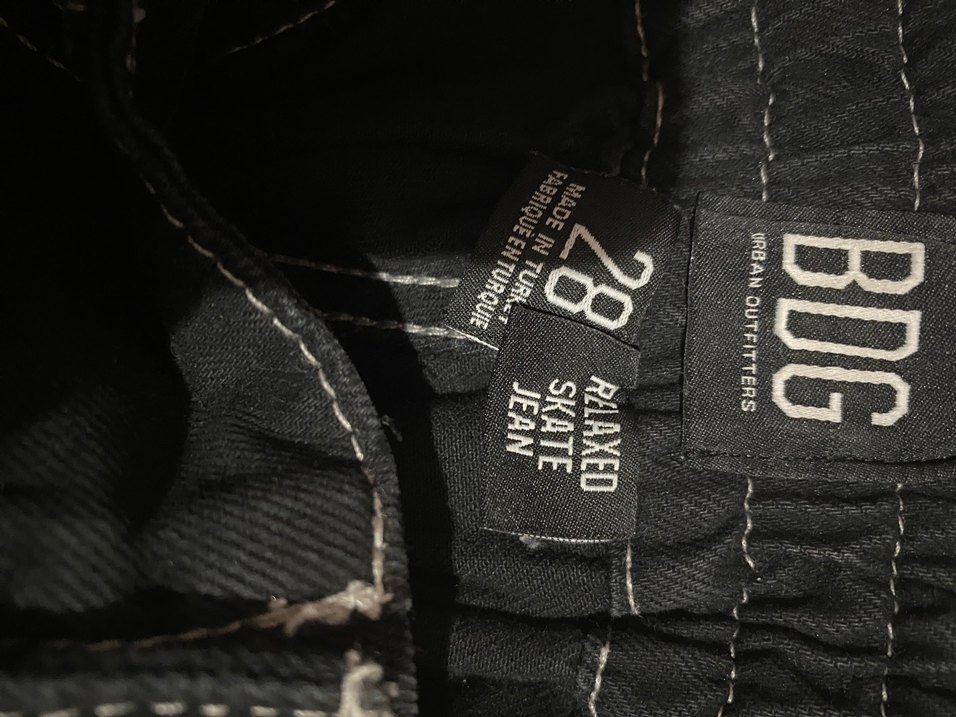 BDG
URBAN OUTFITTERS
28
MADE IN TURKEY
FABRIQUE EN TURQUIE
RELAXED
SKATE
JEAN